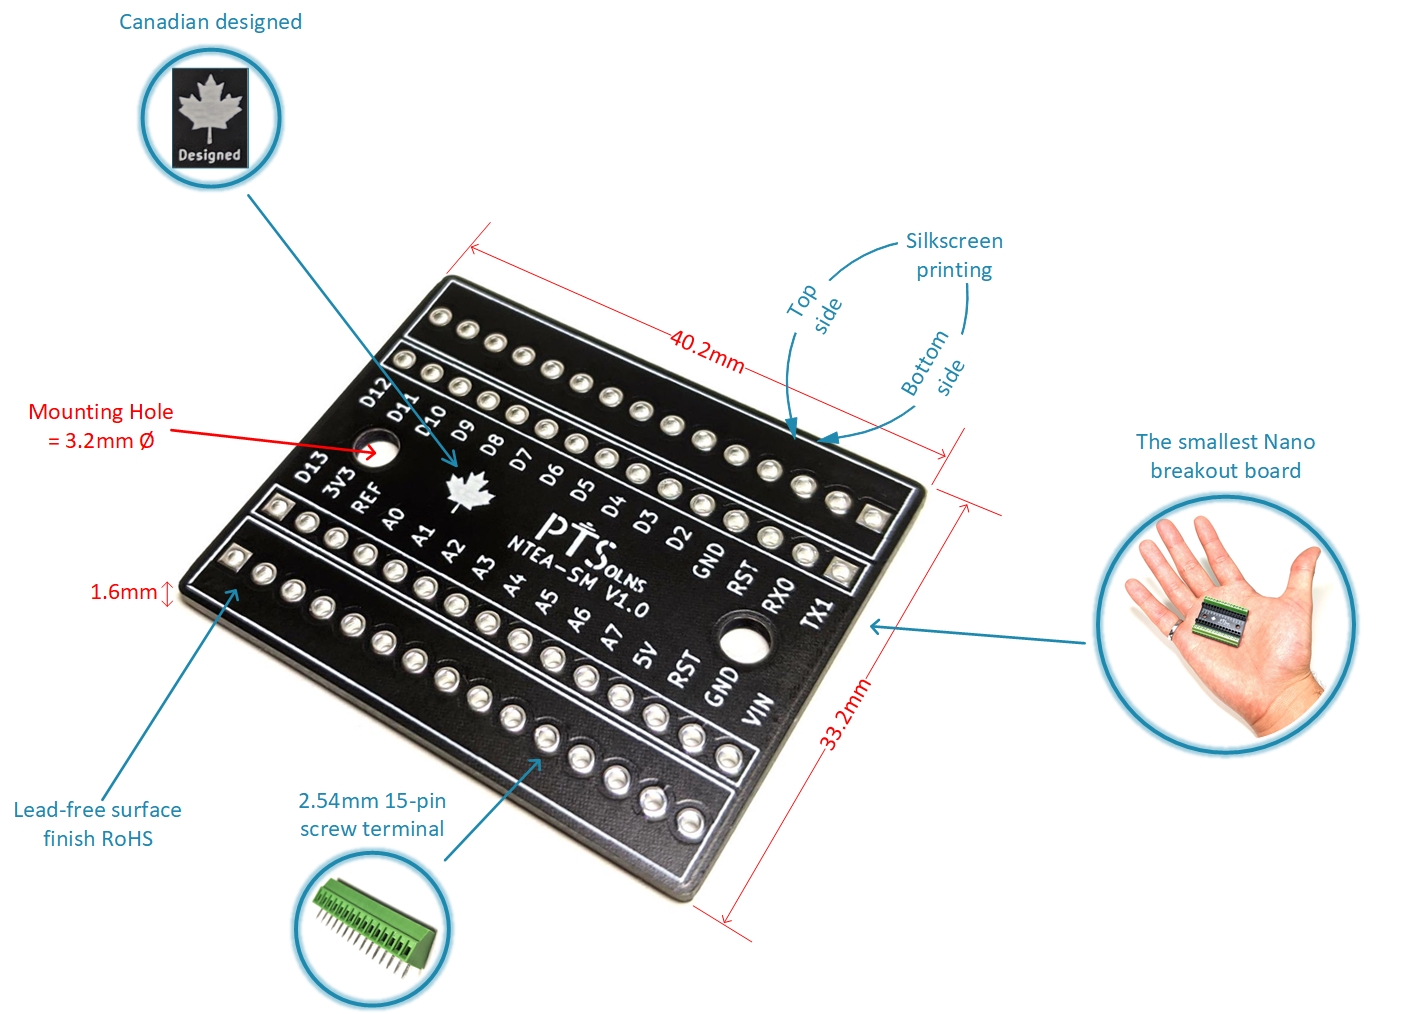 Canadian designed
Designed
Silkscreen
printing
Top
side
Bottom
side
40.2mm
Mounting Hole
= 3.2mm Ø
The smallest Nano
breakout board
D12
D11
D10
D9
D8
D7
D6
D5
D4
D3
D2
GND
RST
RX0
TX1
D13
3V3
REF
A0
A1
A2
A3
A4
A5
A6
A7
5V
RST
GND
VIN
PTSOLNS
NTEA-SM V1.0
1.6mm
33.2mm
Lead-free surface
finish RoHS
2.54mm 15-pin
screw terminal